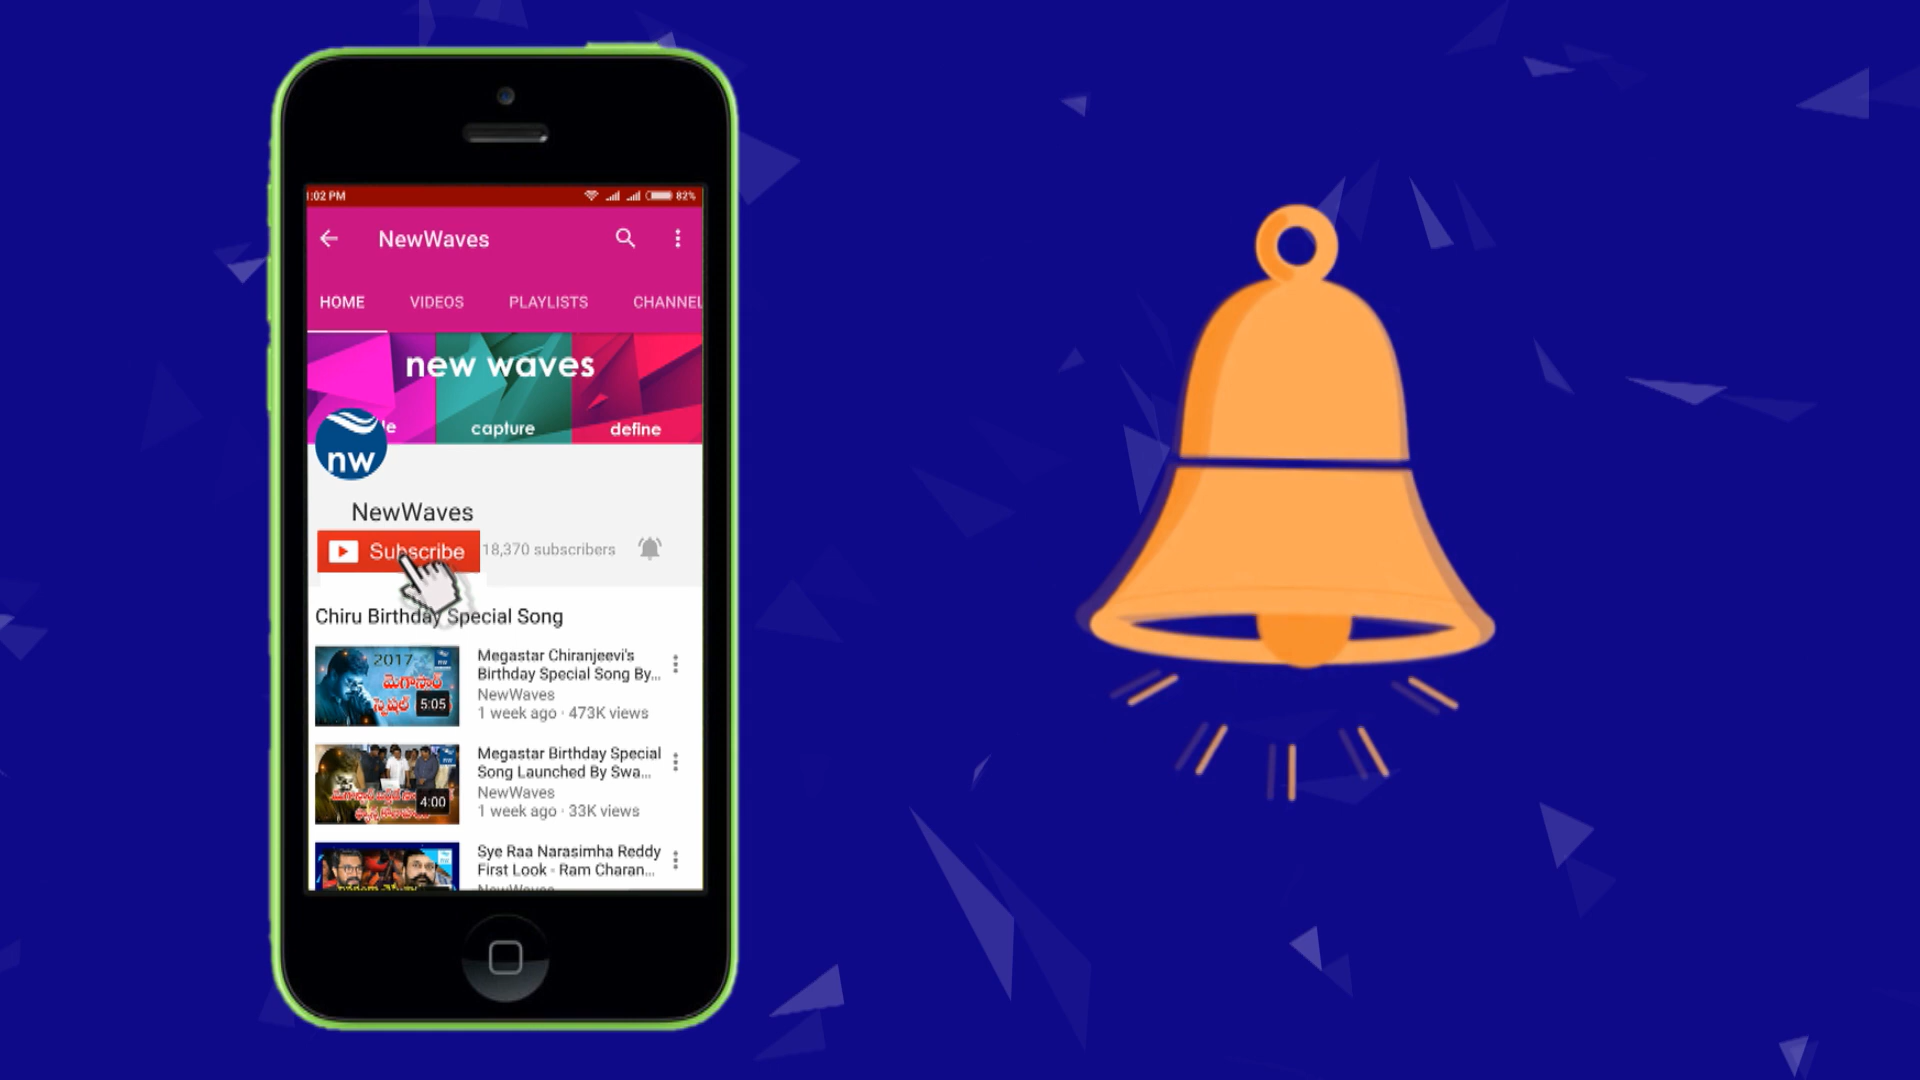 1:02 PM
82%
NewWaves
HOME
VIDEOS
PLAYLISTS
CHANNEL
new waves
capture
define
nw
NewWaves
Subscribe
18,370 subscribers
Chiru Birthday Special Song
2017
మెగాస్టార్
స్పెషల్
5:05
Megastar Chiranjeevi's
Birthday Special Song By...
NewWaves
1 week ago · 473K views
4:00
Megastar Birthday Special
Song Launched By Swa...
NewWaves
1 week ago · 33K views
Sye Raa Narasimha Reddy
First Look - Ram Charan...
NewWaves